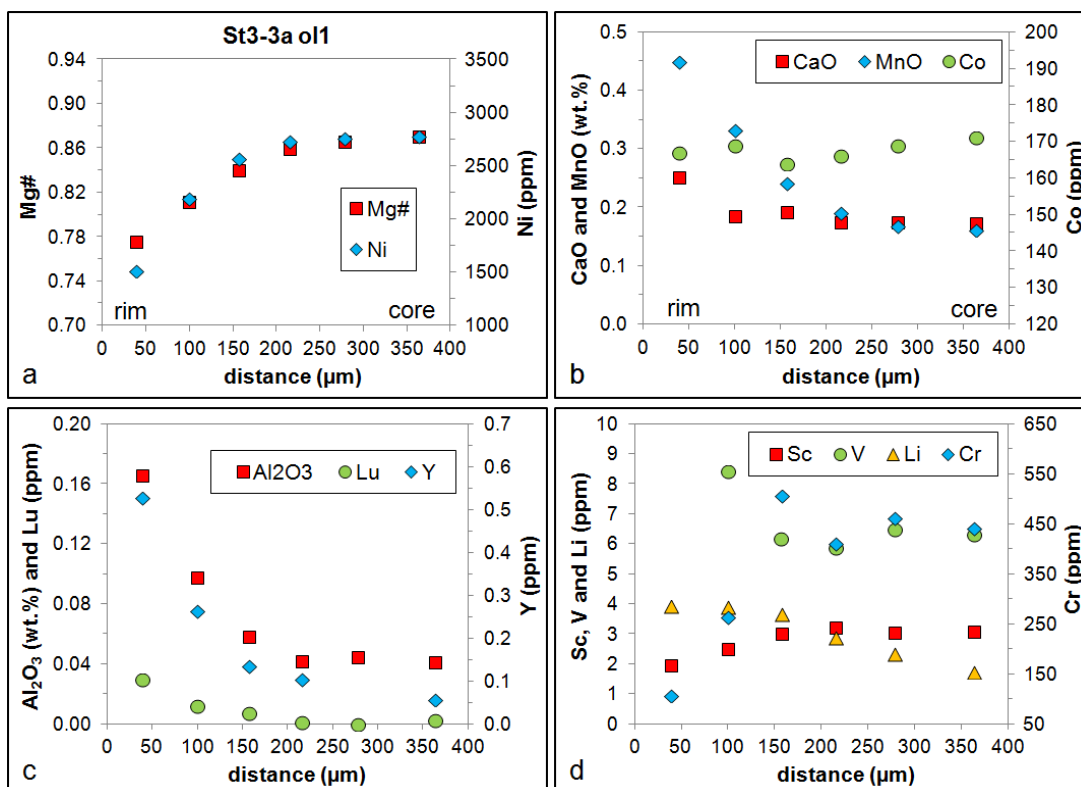 St3-3a ol1
0.94
0.90
0.86
0.82
0.78
0.74
0.70
Mg#
3500
3000
2500
2000
1500
1000
Ni (ppm)
Mg#
Ni
rim
core
0 50 100 150 200 250 300 350 400
distance (µm)
a
0.5
0.4
0.3
0.2
0.1
0.0
CaO and MnO (wt.%)
CaO MnO Co
200
190
180
170
160
150
140
130
120
Co (ppm)
rim
core
0 50 100 150 200 250 300 350 400
distance (µm)
b
0.20
0.16
0.12
0.08
0.04
0.00
Al₂O₃ (wt.%) and Lu (ppm)
Al2O3 Lu Y
0.7
0.6
0.5
0.4
0.3
0.2
0.1
0.0
Y (ppm)
0 50 100 150 200 250 300 350 400
distance (µm)
c
10
9
8
7
6
5
4
3
2
1
0
Sc, V and Li (ppm)
Sc V Li Cr
650
550
450
350
250
150
50
Cr (ppm)
0 50 100 150 200 250 300 350 400
distance (µm)
d